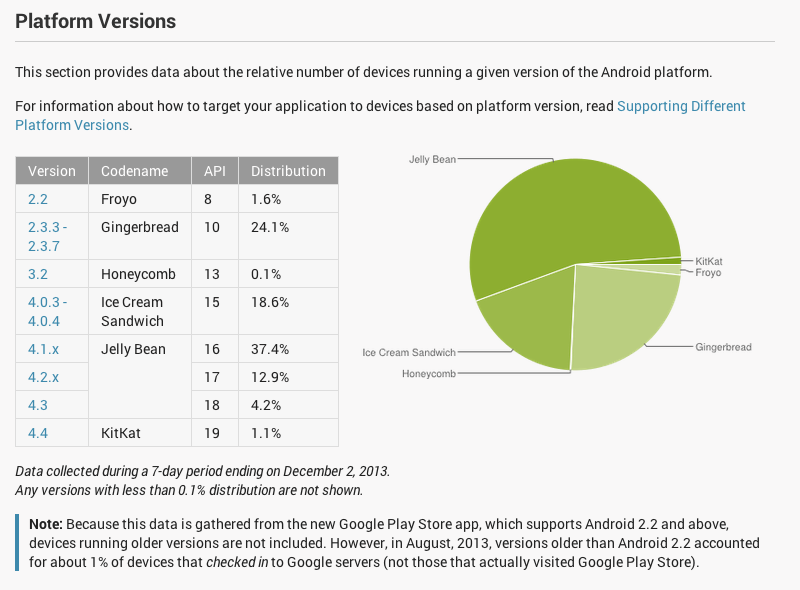 Platform Versions
This section provides data about the relative number of devices running a given version of the Android platform.
For information about how to target your application to devices based on platform version, read Supporting Different
Platform Versions.
Version Codename API Distribution
2.2 Froyo 8 1.6%
2.3.3 - Gingerbread 10 24.1%
2.3.7
3.2 Honeycomb 13 0.1%
4.0.3 - Ice Cream 15 18.6%
4.0.4 Sandwich
4.1.x Jelly Bean 16 37.4%
4.2.x 17 12.9%
4.3 18 4.2%
4.4 KitKat 19 1.1%
Jelly Bean
KitKat
Froyo
Gingerbread
Ice Cream Sandwich
Honeycomb
Data collected during a 7-day period ending on December 2, 2013.
Any versions with less than 0.1% distribution are not shown.
Note: Because this data is gathered from the new Google Play Store app, which supports Android 2.2 and above,
devices running older versions are not included. However, in August, 2013, versions older than Android 2.2 accounted
for about 1% of devices that checked in to Google servers (not those that actually visited Google Play Store).